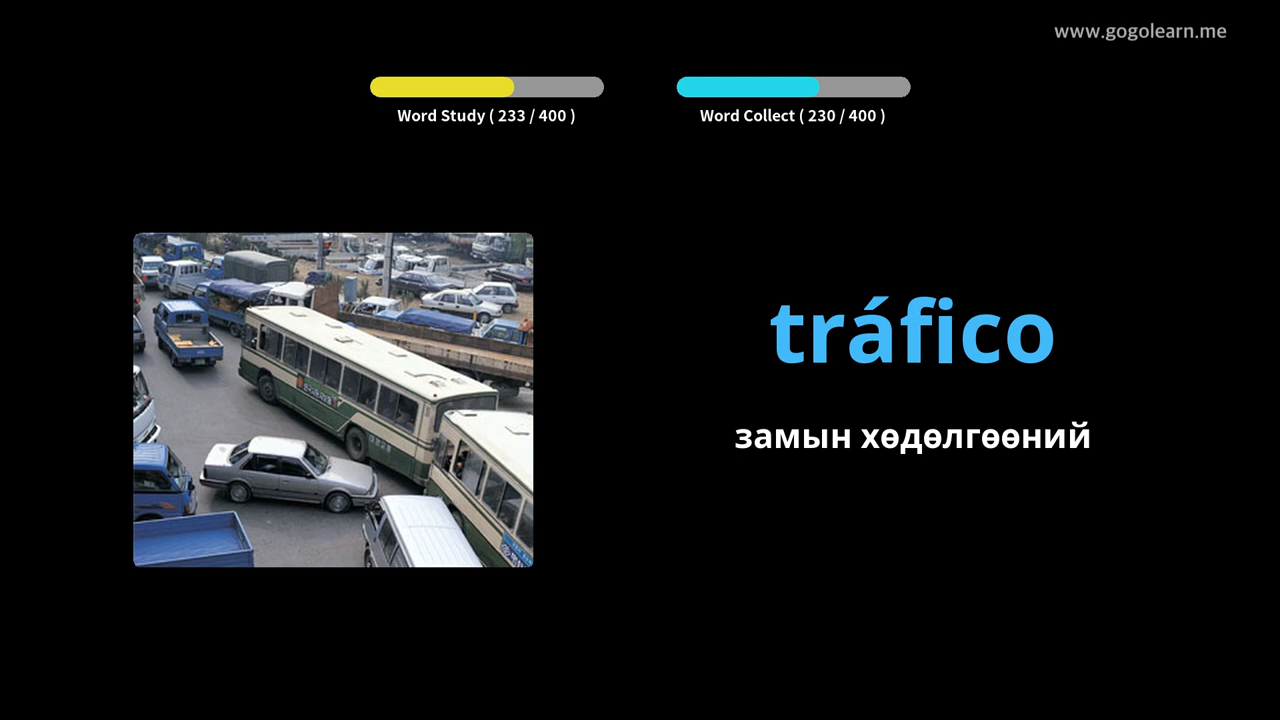 www.gogolearn.me
Word Study ( 233 / 400 )
Word Collect ( 230 / 400 )
tráfico
замын хөдөлгөөний